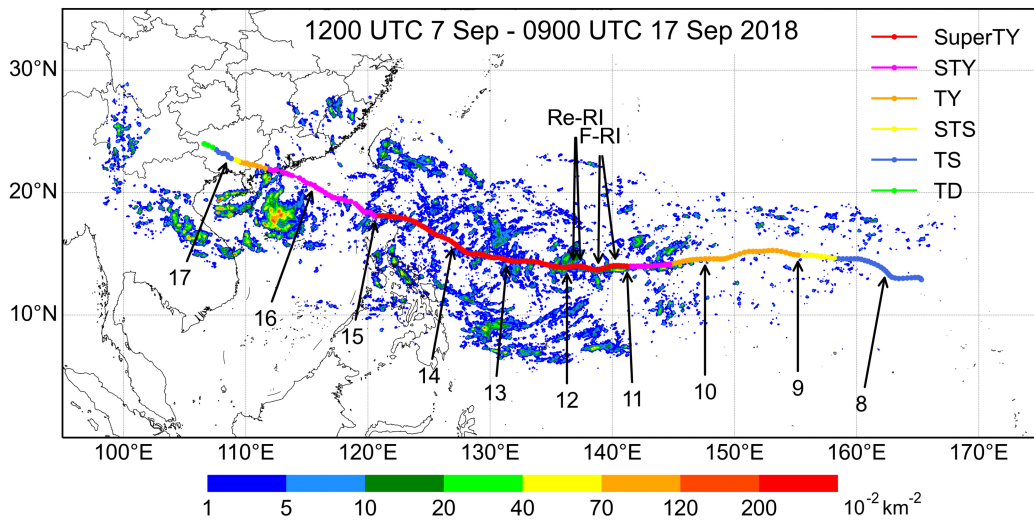 1200 UTC 7 Sep - 0900 UTC 17 Sep 2018
SuperTY
STY
TY
STS
TS
TD
Re-RI
F-RI
30°N
20°N
10°N
17
16
15
14
13
12
11
10
9
8
100°E 110°E 120°E 130°E 140°E 150°E 160°E 170°E
1 5 10 20 40 70 120 200 10⁻² km⁻²